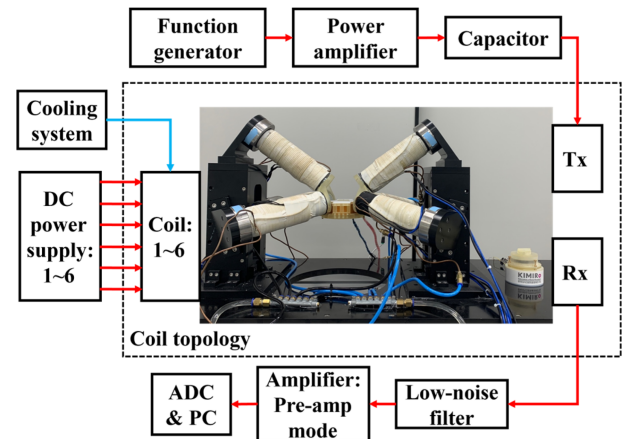 Function
generator
Power
amplifier
Capacitor
Cooling
system
Tx
DC
power
supply:
1~6
Coil:
1~6
Rx
KIMIRo
Coil topology
ADC
& PC
Amplifier:
Pre-amp
mode
Low-noise
filter